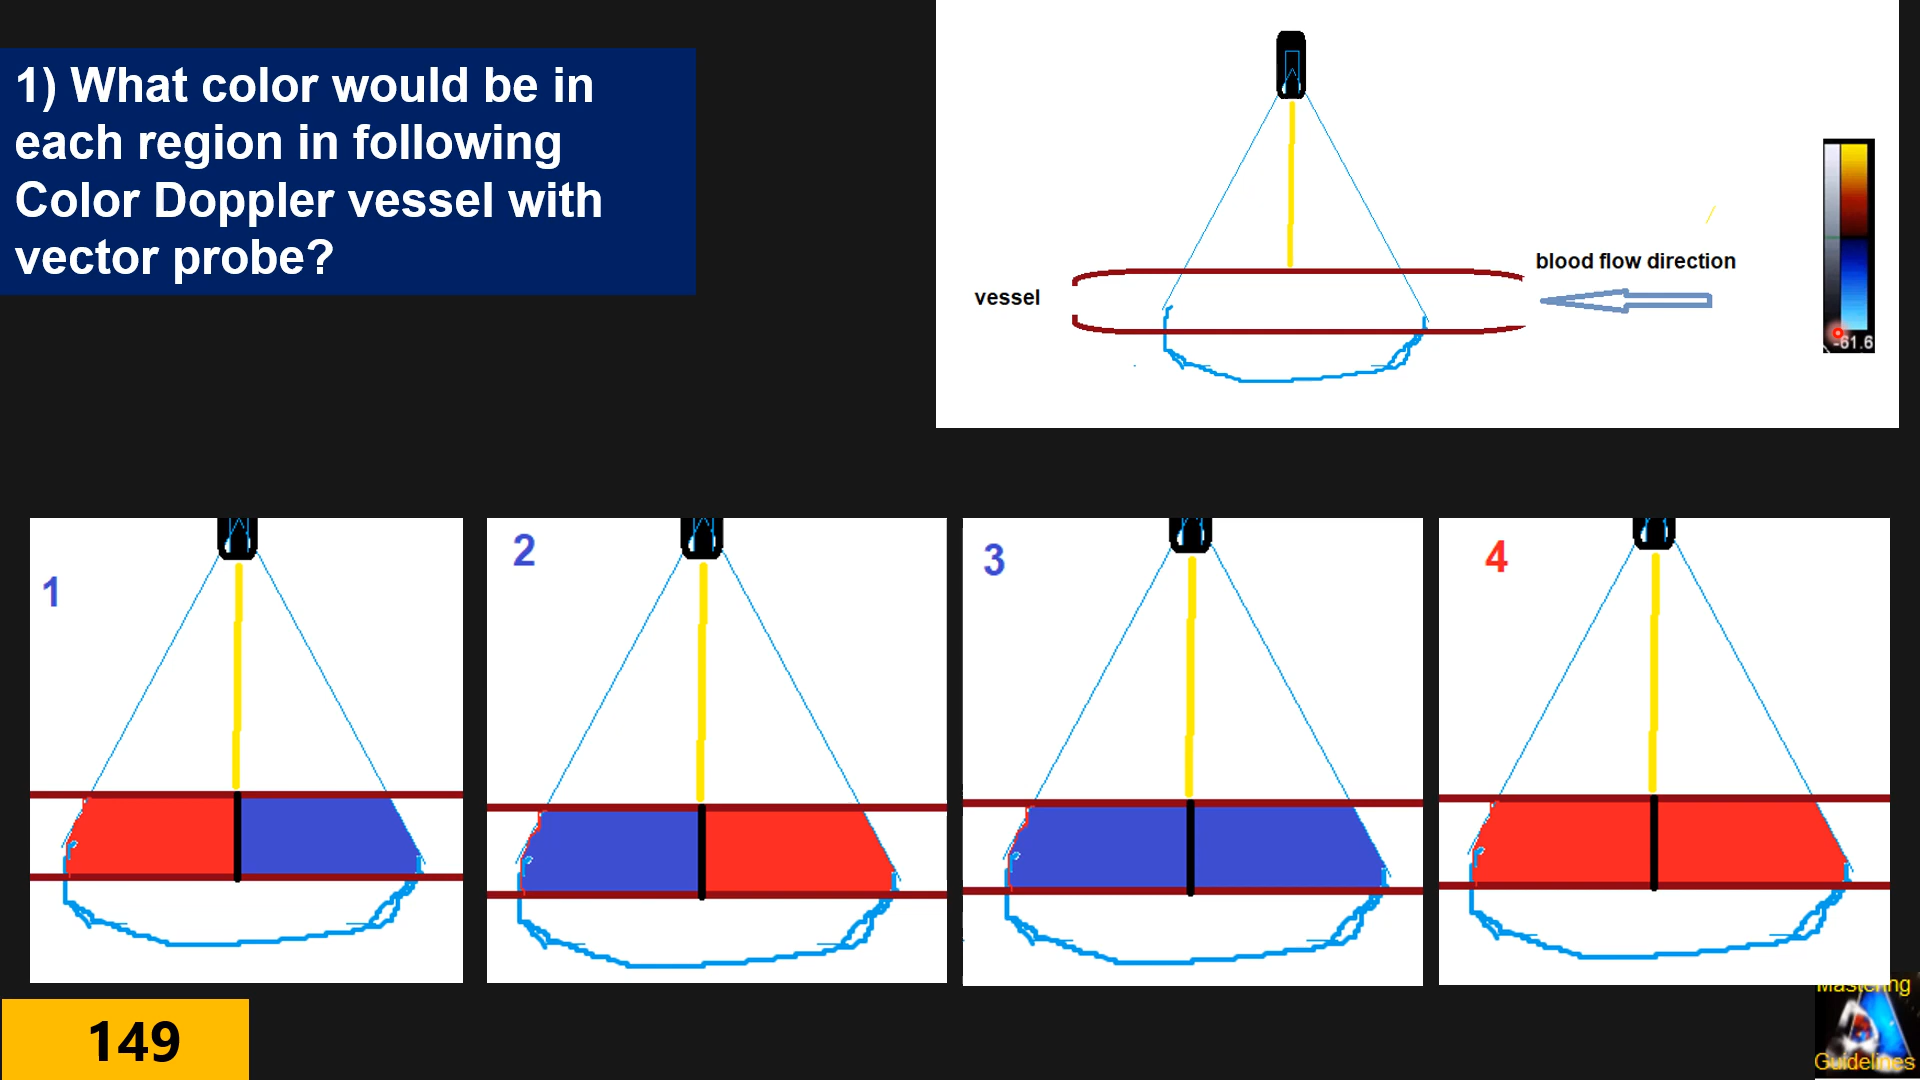 1) What color would be in
each region in following
Color Doppler vessel with
vector probe?
blood flow direction
vessel
-61.6
1
2
3
4
149
Mastering
Guidelines